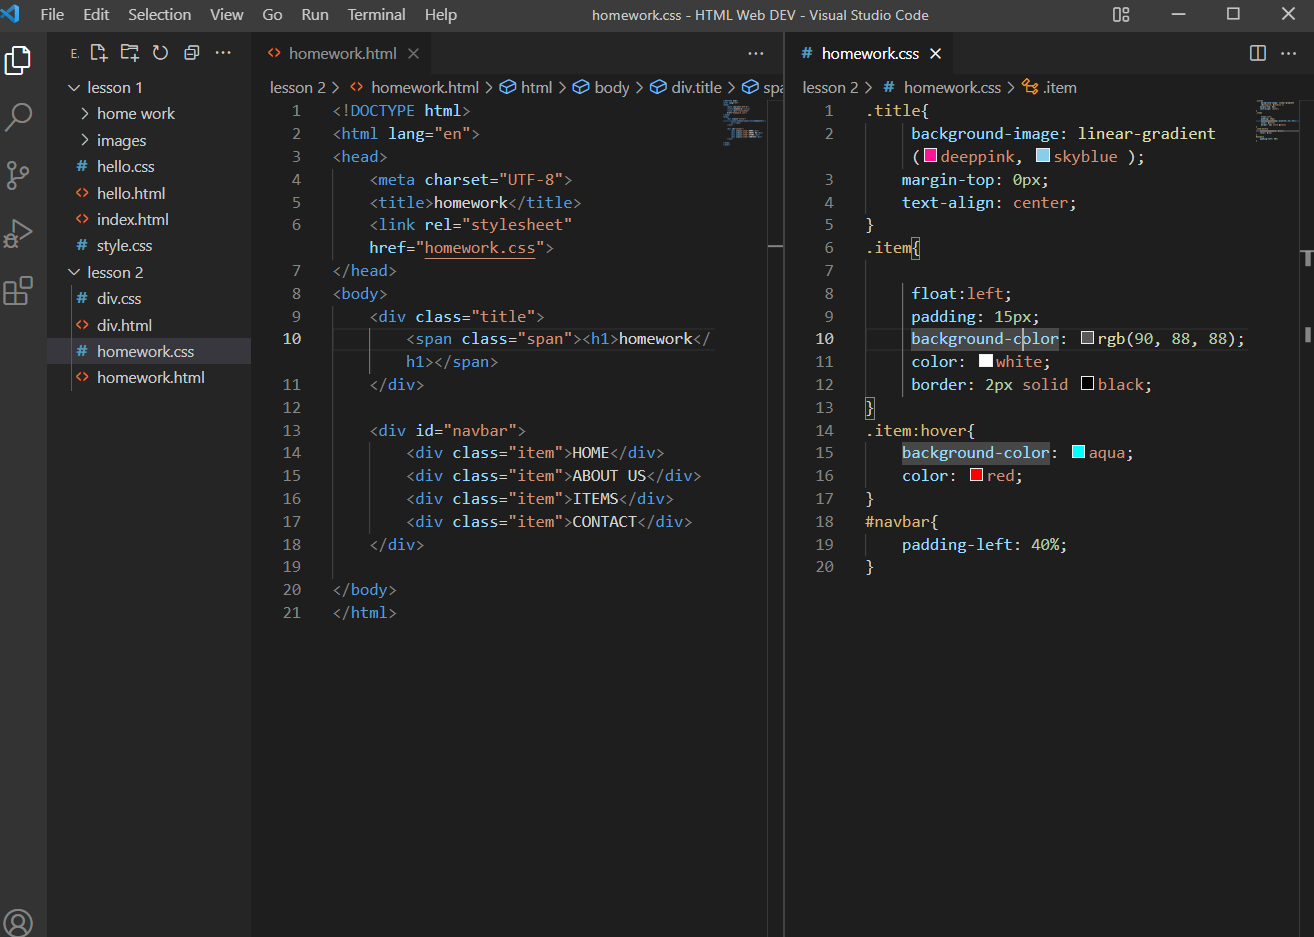 File Edit Selection View Go Run Terminal Help homework.css - HTML Web DEV - Visual Studio Code
E.
lesson 1
home work
images
# hello.css
<> hello.html
<> index.html
# style.css
lesson 2
# div.css
<> div.html
# homework.css
<> homework.html
<> homework.html
lesson 2 > <> homework.html > html > body > div.title > spa
1 <!DOCTYPE html>
2 <html lang="en">
3 <head>
4 <meta charset="UTF-8">
5 <title>homework</title>
6 <link rel="stylesheet"
href="homework.css">
7 </head>
8 <body>
9 <div class="title">
10 <span class="span"><h1>homework</
h1></span>
11 </div>
12
13 <div id="navbar">
14 <div class="item">HOME</div>
15 <div class="item">ABOUT US</div>
16 <div class="item">ITEMS</div>
17 <div class="item">CONTACT</div>
18 </div>
19
20 </body>
21 </html>
# homework.css
lesson 2 > # homework.css > .item
1 .title{
2 background-image: linear-gradient
(deeppink, skyblue );
3 margin-top: 0px;
4 text-align: center;
5 }
6 .item{
7
8 float:left;
9 padding: 15px;
10 background-color: rgb(90, 88, 88);
11 color: white;
12 border: 2px solid black;
13 }
14 .item:hover{
15 background-color: aqua;
16 color: red;
17 }
18 #navbar{
19 padding-left: 40%;
20 }